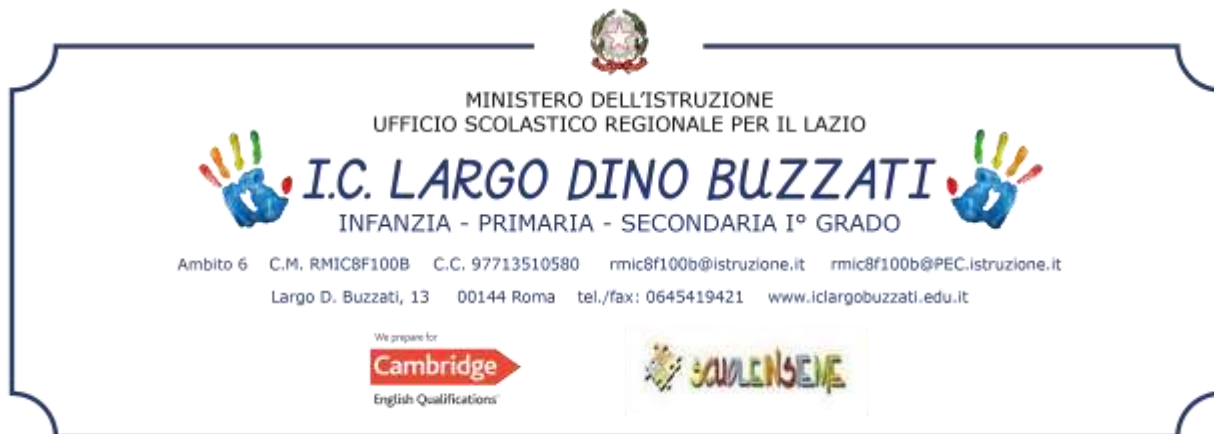 MINISTERO DELL'ISTRUZIONE
UFFICIO SCOLASTICO REGIONALE PER IL LAZIO
I.C. LARGO DINO BUZZATI
INFANZIA - PRIMARIA - SECONDARIA I° GRADO
Ambito 6 C.M. RMIC8F100B C.C. 97713510580 rmic8f100b@istruzione.it rmic8f100b@PEC.istruzione.it
Largo D. Buzzati, 13 00144 Roma tel./fax: 0645419421 www.iclargobuzzati.edu.it
We prepare for
Cambridge
English Qualifications
SCUOLEINSIEME